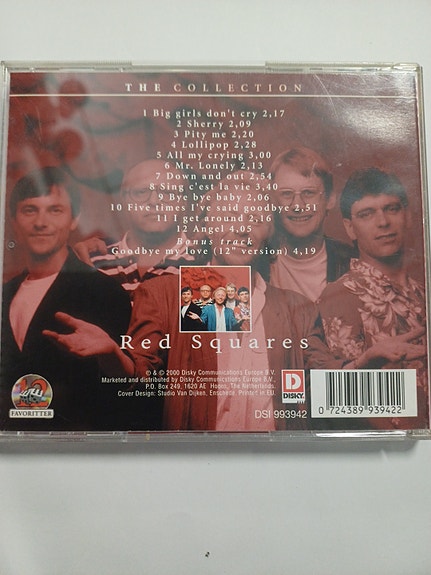 THE COLLECTION
1 Big girls don't cry 2,17
2 Sherry 2,09
3 Pity me 2,20
4 Lollipop 2,28
5 All my crying 3,00
6 Mr. Lonely 2,13
7 Down and out 2,54
8 Sing c'est la vie 3,40
9 Bye bye baby 2,06
10 Five times I've said goodbye 2,51
11 I get around 2,16
12 Angel 4,05
Bonus track
Goodbye my love (12" version) 4,19
Red Squares
℗ & © 2000 Disky Communications Europe B.V.
Marketed and distributed by Disky Communications Europe B.V.,
P.O. Box 249, 1620 AE Hoorn, The Netherlands.
Cover Design: Studio Van Dijken, Enschede. Printed in EU.
FAVORITTER
D
DISKY
DSI 993942
0 724389 939422